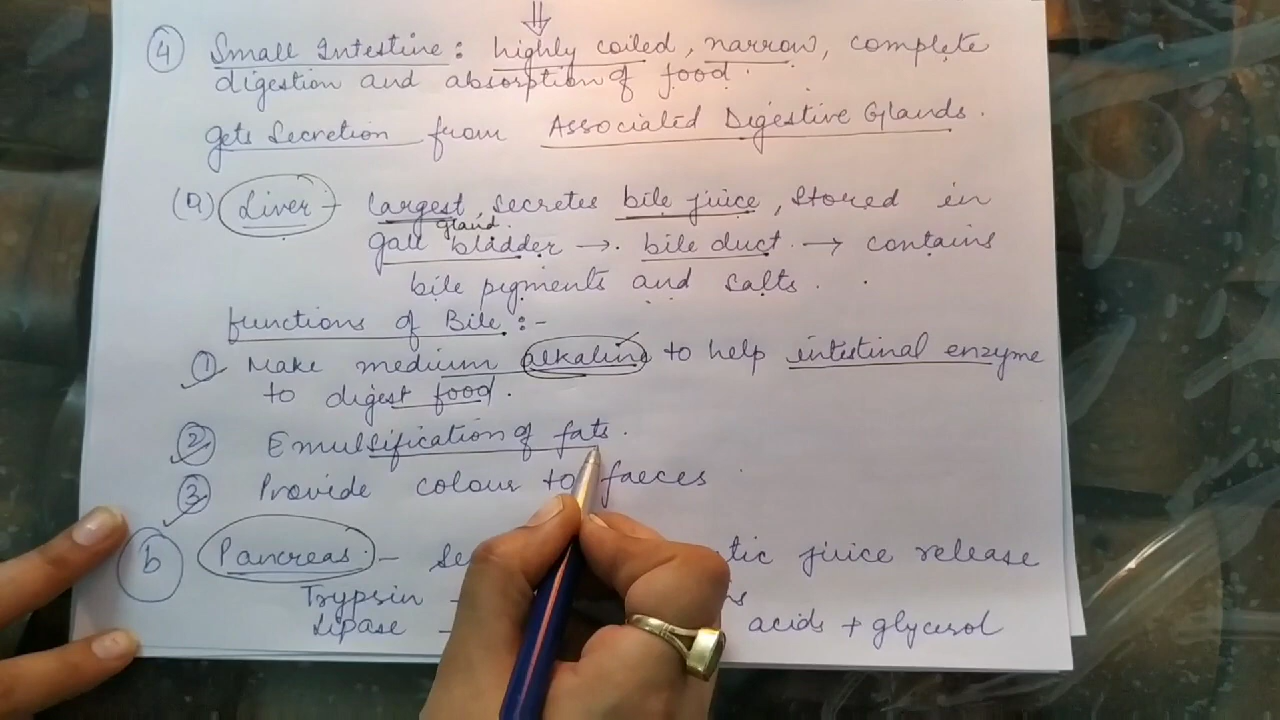 ④ Small Intestine : highly coiled, narrow, complete
digestion and absorption of food.
gets Secretion from Associated Digestive Glands.
(a) Liver - largest, secretes bile juice, stored in
gland.
gall bladder → bile duct. → contains
bile pigments and salts.
functions of Bile :-
① Make medium alkaline to help intestinal enzyme
to digest food.
② Emulsification of fats.
③ Provide colour to faeces
b Pancreas - Se tic juice release
Trypsin - ns
Lipase - acids + glycerol